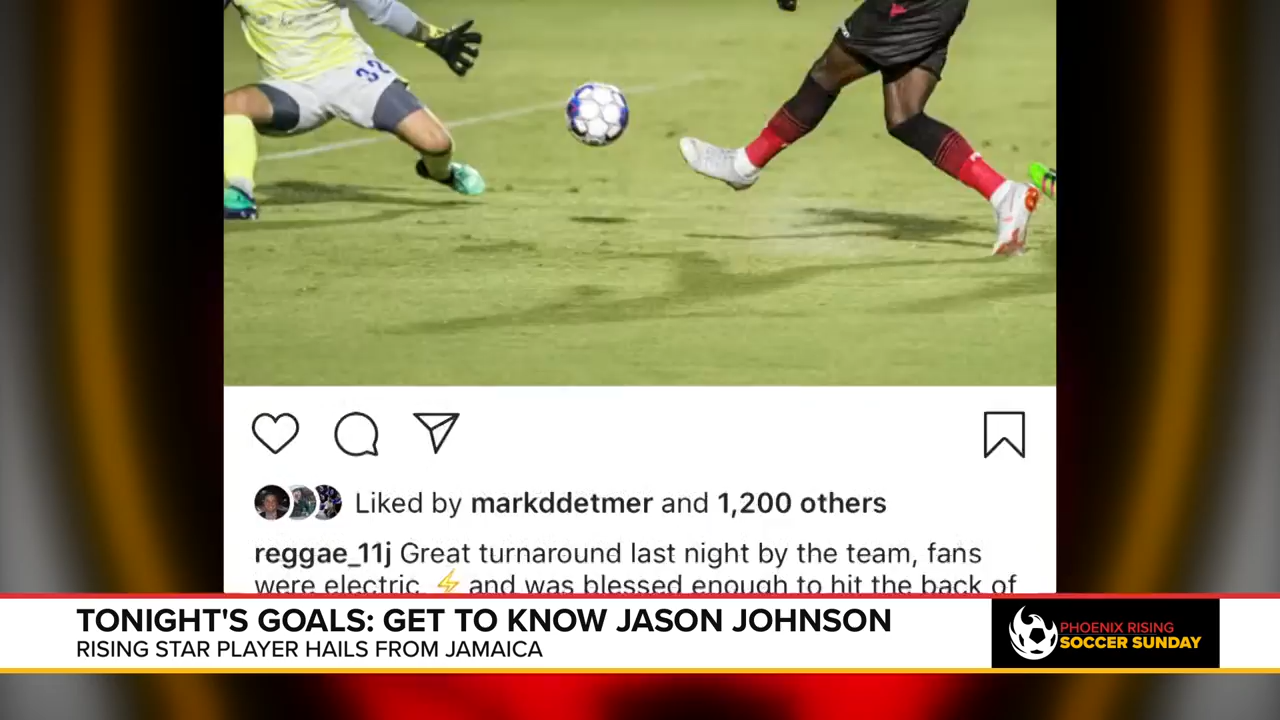 32
Liked by markddetmer and 1,200 others
reggae_11j Great turnaround last night by the team, fans
were electric ⚡ and was blessed enough to hit the back of
TONIGHT'S GOALS: GET TO KNOW JASON JOHNSON
RISING STAR PLAYER HAILS FROM JAMAICA
PHOENIX RISING
SOCCER SUNDAY